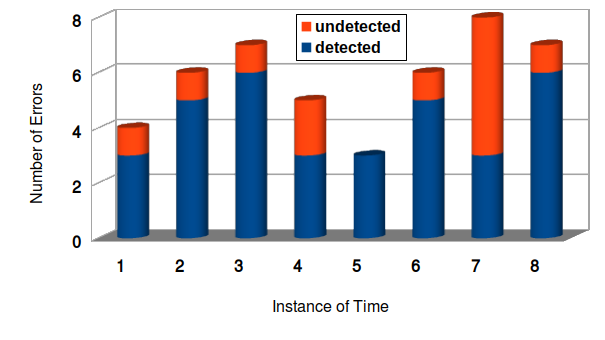 undetected
detected
8
6
4
2
0
Number of Errors
1 2 3 4 5 6 7 8
Instance of Time